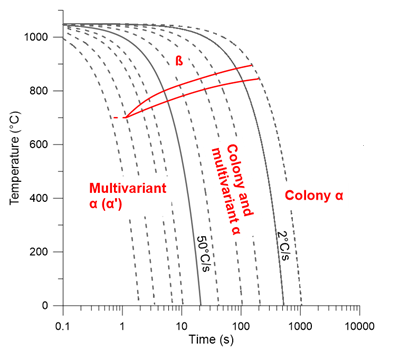 1000
800
600
400
200
0
Temperature (°C)
ß
Multivariant
α (α')
Colony and
multivariant α
Colony α
50°C/s
2°C/s
0.1 1 10 100 1000 10000
Time (s)